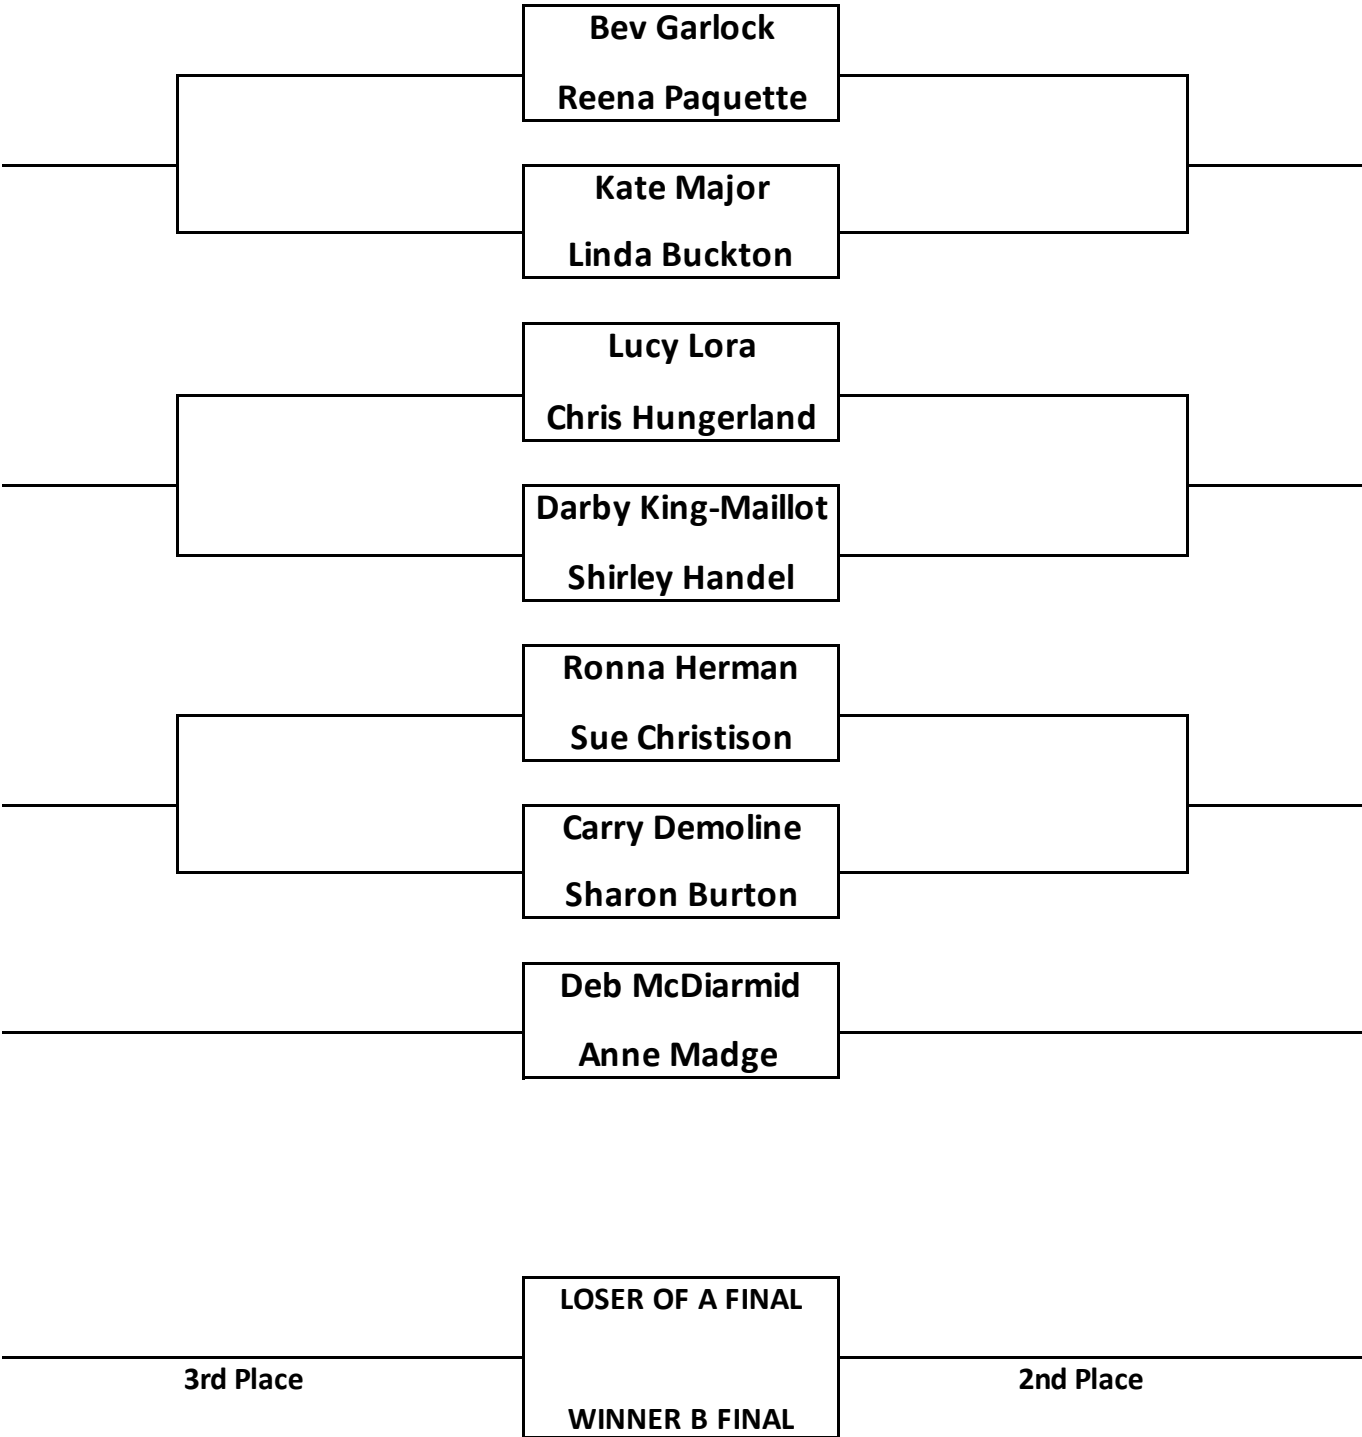 Bev Garlock
Reena Paquette
Kate Major
Linda Buckton
Lucy Lora
Chris Hungerland
Darby King-Maillot
Shirley Handel
Ronna Herman
Sue Christison
Carry Demoline
Sharon Burton
Deb McDiarmid
Anne Madge
LOSER OF A FINAL
3rd Place
2nd Place
WINNER B FINAL